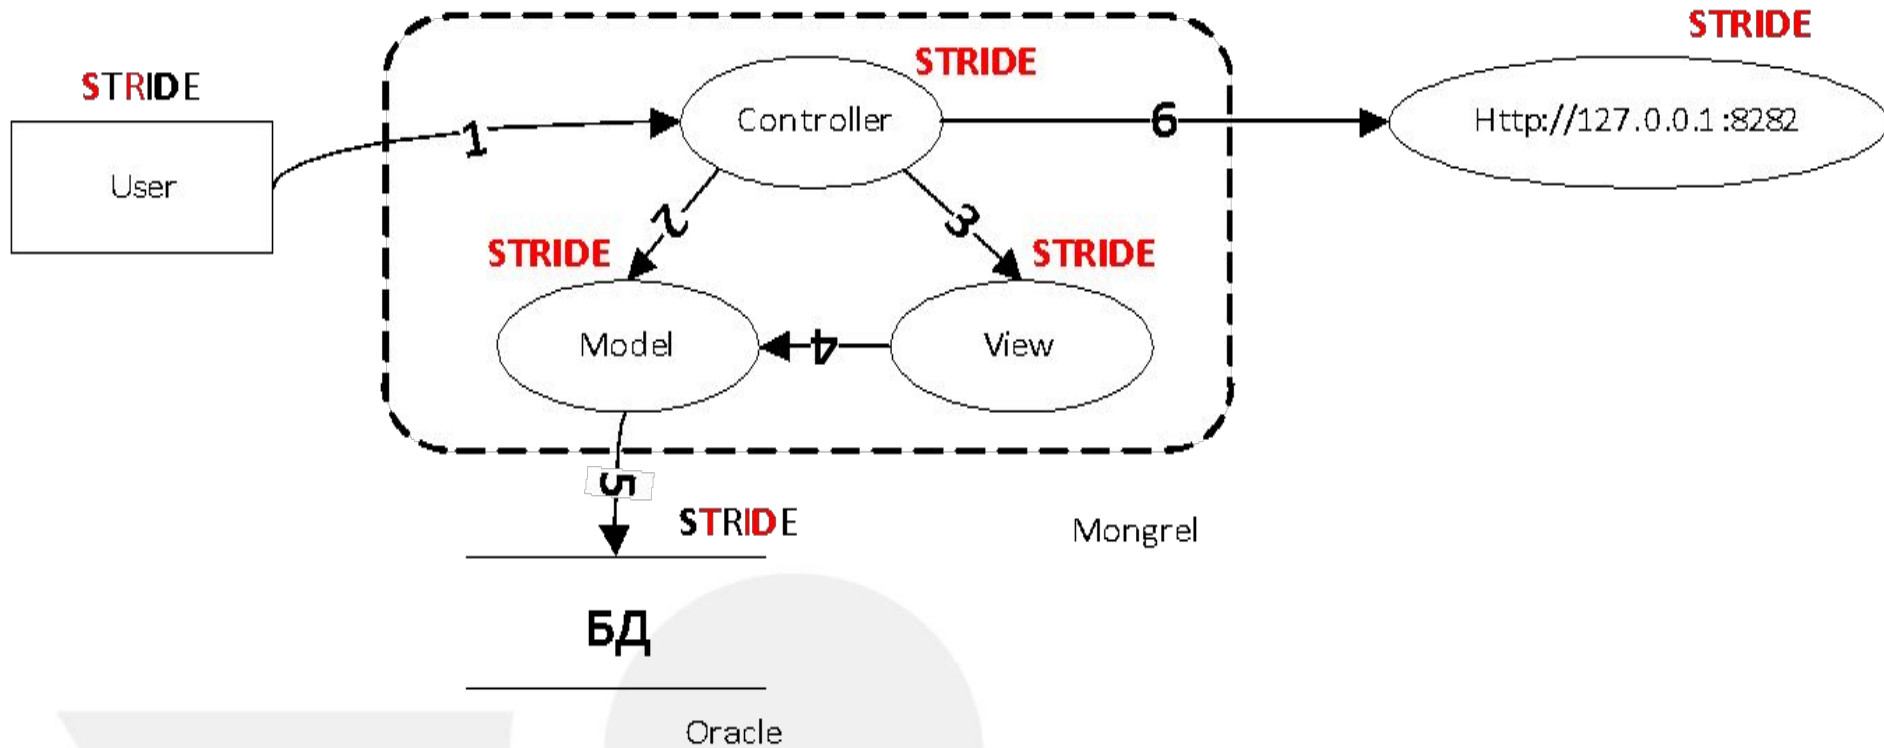 STRIDE
STRIDE
STRIDE
User
1
Controller
6
Http://127.0.0.1:8282
2
3
STRIDE
STRIDE
Model
4
View
5
STRIDE
Mongrel
БД
Oracle